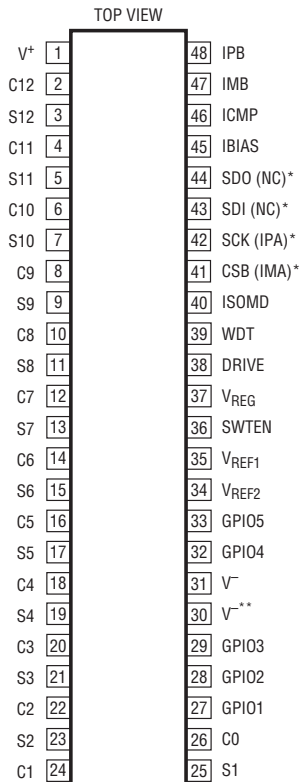 TOP VIEW
V+ 1 48 IPB
C12 2 47 IMB
S12 3 46 ICMP
C11 4 45 IBIAS
S11 5 44 SDO (NC)*
C10 6 43 SDI (NC)*
S10 7 42 SCK (IPA)*
C9 8 41 CSB (IMA)*
S9 9 40 ISOMD
C8 10 39 WDT
S8 11 38 DRIVE
C7 12 37 VREG
S7 13 36 SWTEN
C6 14 35 VREF1
S6 15 34 VREF2
C5 16 33 GPIO5
S5 17 32 GPIO4
C4 18 31 V–
S4 19 30 V–**
C3 20 29 GPIO3
S3 21 28 GPIO2
C2 22 27 GPIO1
S2 23 26 C0
C1 24 25 S1